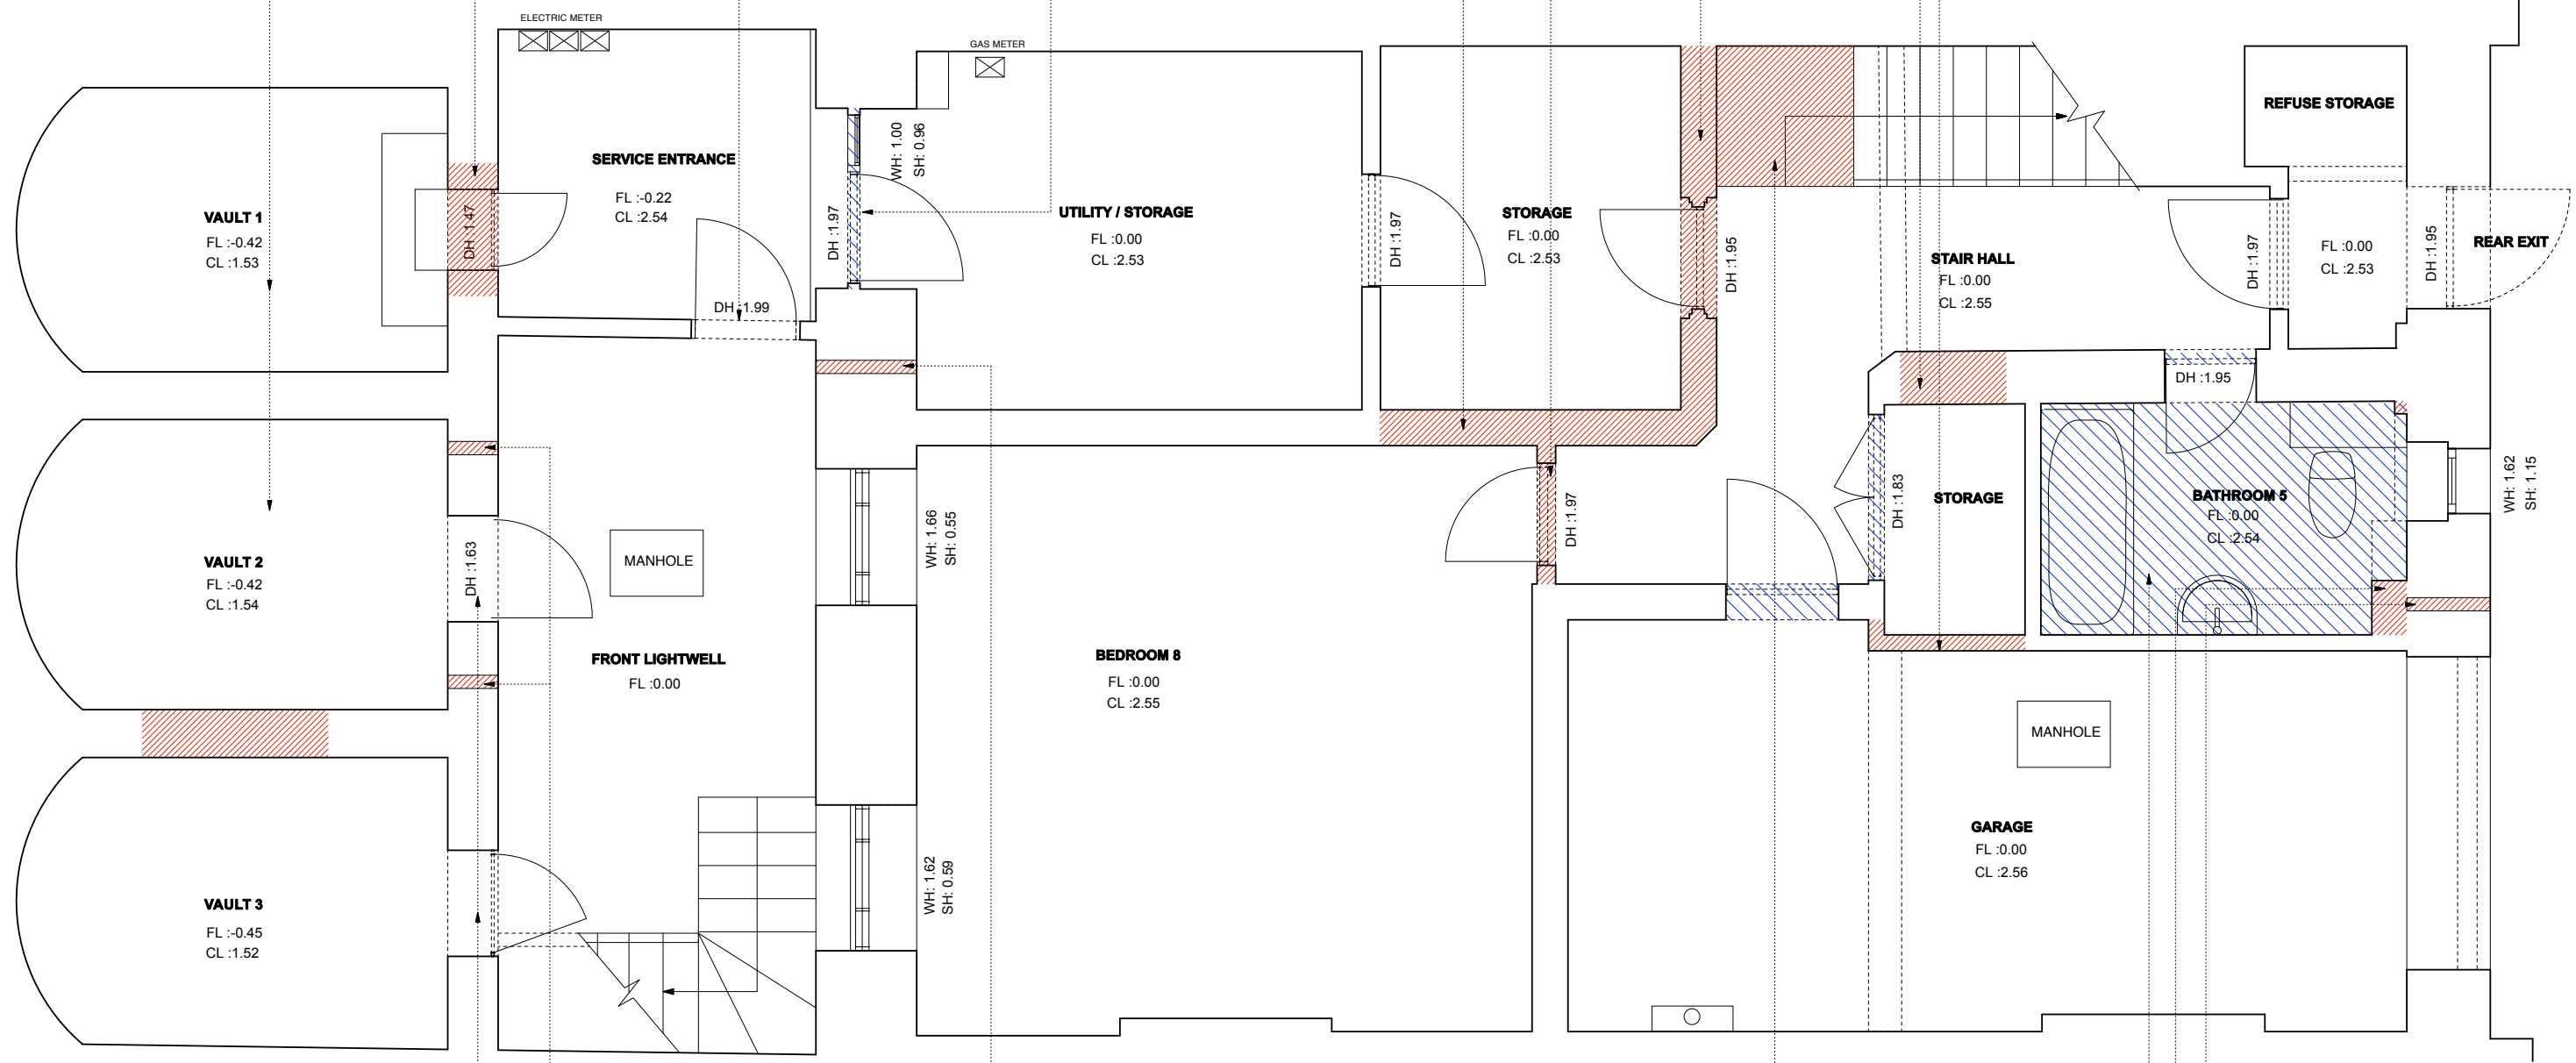 ELECTRIC METER
GAS METER
REFUSE STORAGE
SERVICE ENTRANCE
FL :-0.22
CL :2.54
WH: 1.00
SH: 0.96
VAULT 1
FL :-0.42
CL :1.53
DH :1.47
DH :1.97
UTILITY / STORAGE
FL :0.00
CL :2.53
DH :1.97
STORAGE
FL :0.00
CL :2.53
DH :1.95
STAIR HALL
FL :0.00
CL :2.55
DH :1.97
FL :0.00
CL :2.53
DH :1.95
REAR EXIT
DH :1.99
DH :1.95
VAULT 2
FL :-0.42
CL :1.54
DH :1.63
MANHOLE
WH: 1.66
SH: 0.55
DH :1.97
DH :1.83
STORAGE
BATHROOM 5
FL :0.00
CL :2.54
WH: 1.62
SH: 1.15
FRONT LIGHTWELL
FL :0.00
BEDROOM 8
FL :0.00
CL :2.55
MANHOLE
GARAGE
FL :0.00
CL :2.56
VAULT 3
FL :-0.45
CL :1.52
WH: 1.62
SH: 0.59